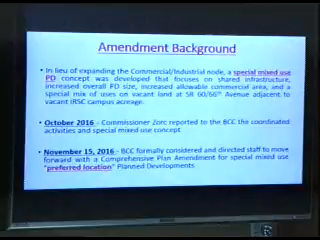 Amendment Background
• In lieu of expanding the Commercial/Industrial node, a special mixed use
PD concept was developed that focuses on shared infrastructure,
increased overall PD size, increased allowable commercial area, and a
special mix of uses on vacant land at SR 60/66th Avenue adjacent to
vacant IRSC campus acreage.
• October 2016 - Commissioner Zorc reported to the BCC the coordinated
activities and special mixed use concept
• November 15, 2016 - BCC formally considered and directed staff to move
forward with a Comprehensive Plan Amendment for special mixed use
"preferred location" Planned Developments